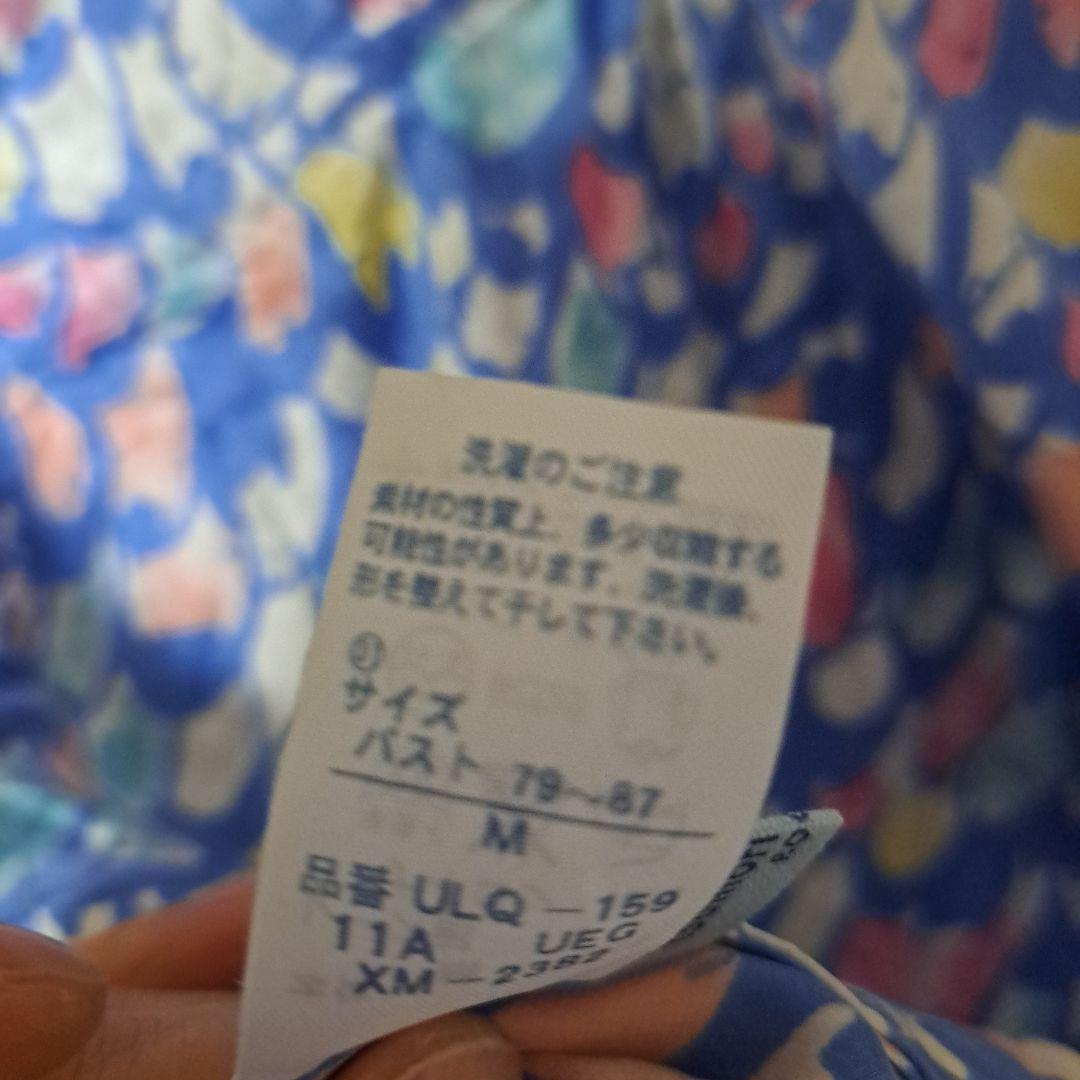 洗濯のご注意
素材の性質上、多少収縮する
可能性があります。洗濯後、
形を整えて干して下さい。
サイズ
バスト 79～87
M
品番 ULQ－159
11A UEG
XM－2382